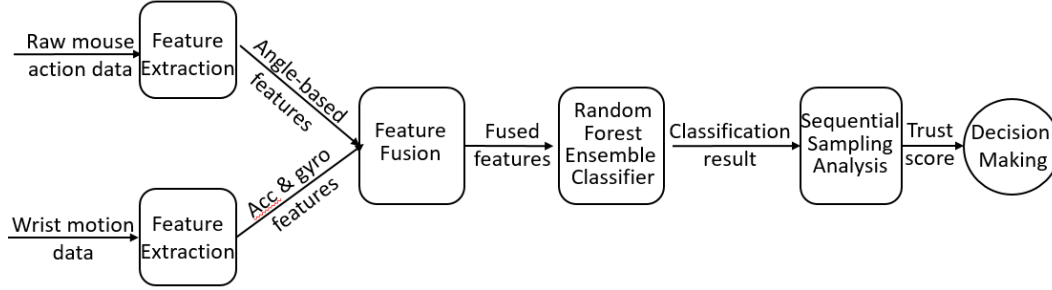 Raw mouse
action data
Feature
Extraction
Angle-based
features
Wrist motion
data
Feature
Extraction
Acc & gyro
features
Feature
Fusion
Fused
features
Random
Forest
Ensemble
Classifier
Classification
result
Sequential
Sampling
Analysis
Trust
score
Decision
Making